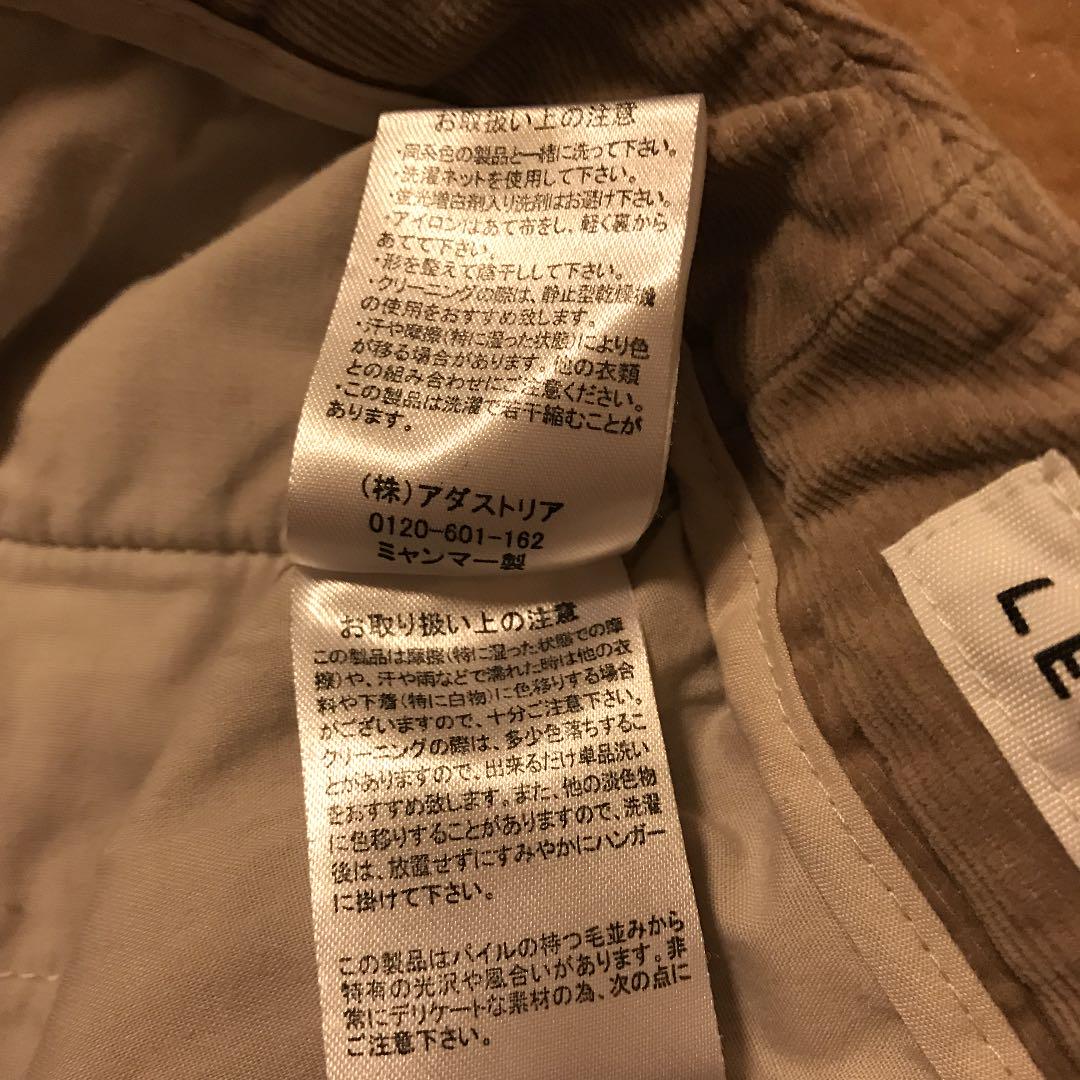 お取扱い上の注意
・同系色の製品と一緒に洗って下さい。
・洗濯ネットを使用して下さい。
・蛍光増白剤入り洗剤はお避け下さい。
・アイロンはあて布をし、軽く裏から
あてて下さい。
・形を整えて陰干しして下さい。
・クリーニングの際は、静止型乾燥機
の使用をおすすめ致します。
・汗や摩擦(特に湿った状態)により色
が移る場合があります。他の衣類
との組み合わせにご注意ください。
・この製品は洗濯で若干縮むことが
あります。
(株)アダストリア
0120-601-162
ミャンマー製
お取り扱い上の注意
この製品は摩擦(特に湿った状態での摩
擦)や、汗や雨などで濡れた時は他の衣
料や下着(特に白物)に色移りする場合
がございますので、十分ご注意下さい。
クリーニングの際は、多少色落ちするこ
とがありますので、出来るだけ単品洗い
をおすすめ致します。また、他の淡色物
に色移りすることがありますので、洗濯
後は、放置せずにすみやかにハンガー
に掛けて下さい。
この製品はパイルの持つ毛並みから
特有の光沢や風合いがあります。非
常にデリケートな素材の為、次の点に
ご注意下さい。
LE